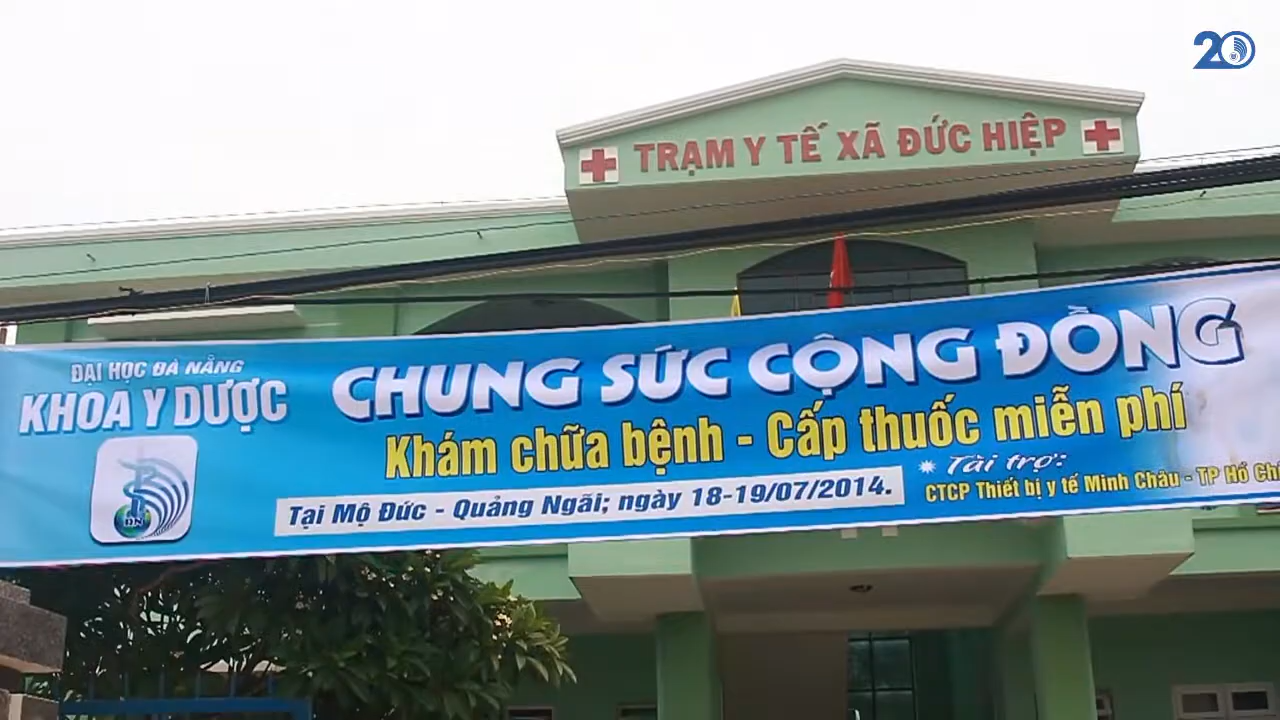 20
TRẠM Y TẾ XÃ ĐỨC HIỆP
ĐẠI HỌC ĐÀ NẴNG
KHOA Y DƯỢC
ĐN
CHUNG SỨC CỘNG ĐỒNG
Khám chữa bệnh - Cấp thuốc miễn phí
Tại Mộ Đức - Quảng Ngãi; ngày 18-19/07/2014.
* Tài trợ:
CTCP Thiết bị y tế Minh Châu - TP Hồ Chi